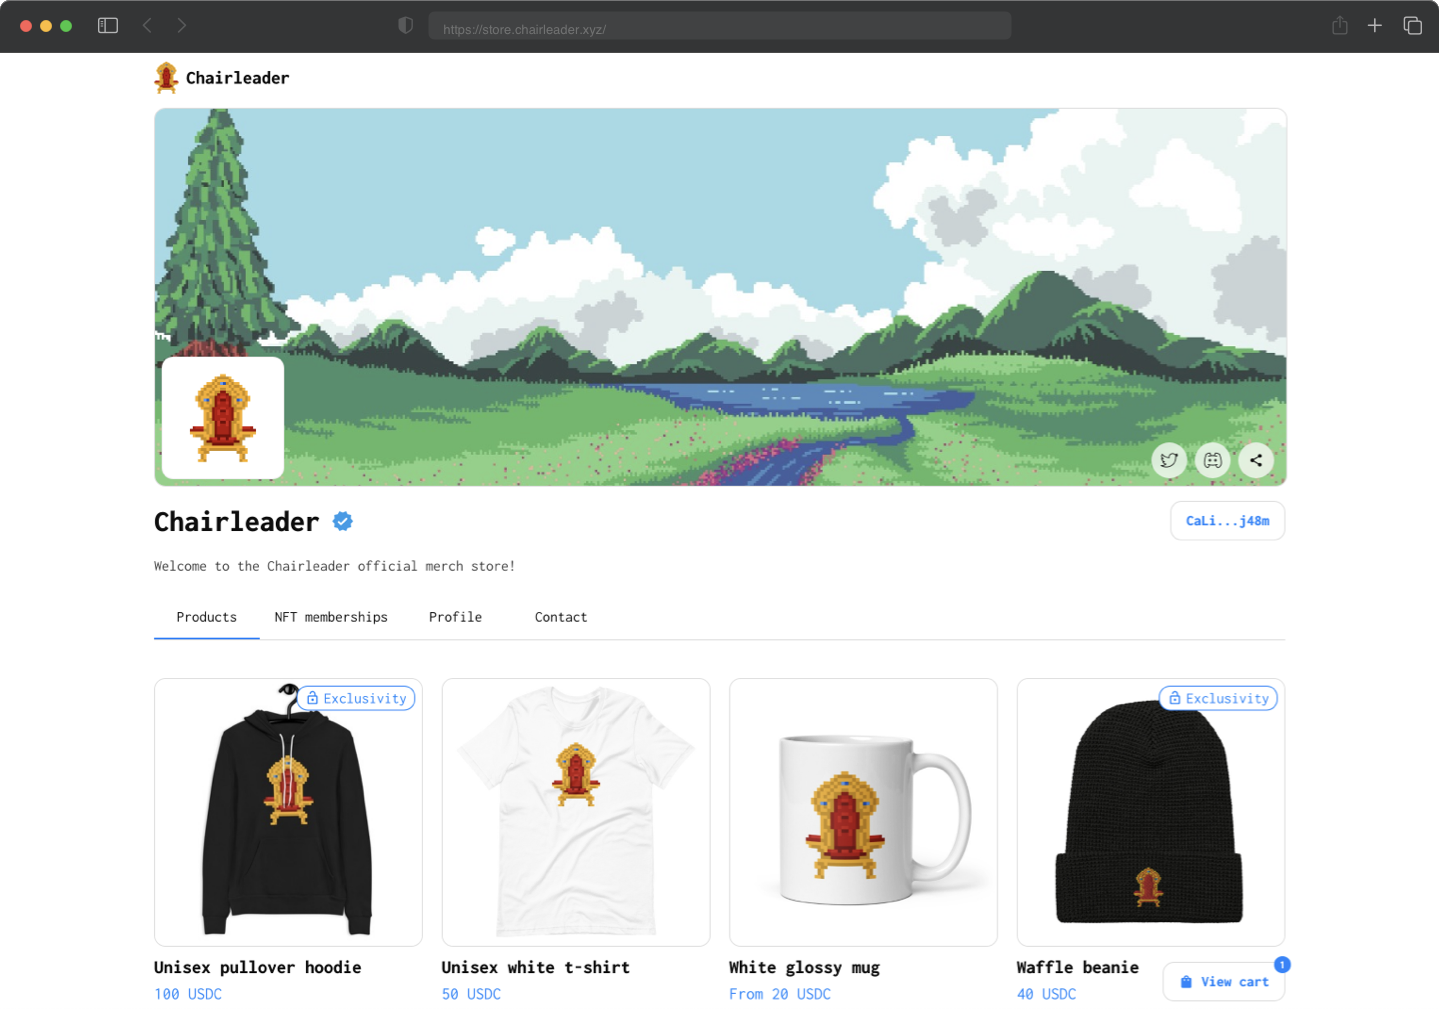 https://store.chairleader.xyz/
Chairleader
Chairleader
CaLi...j48m
Welcome to the Chairleader official merch store!
Products NFT memberships Profile Contact
Exclusivity
Exclusivity
Unisex pullover hoodie
100 USDC
Unisex white t-shirt
50 USDC
White glossy mug
From 20 USDC
Waffle beanie
40 USDC
1
View cart